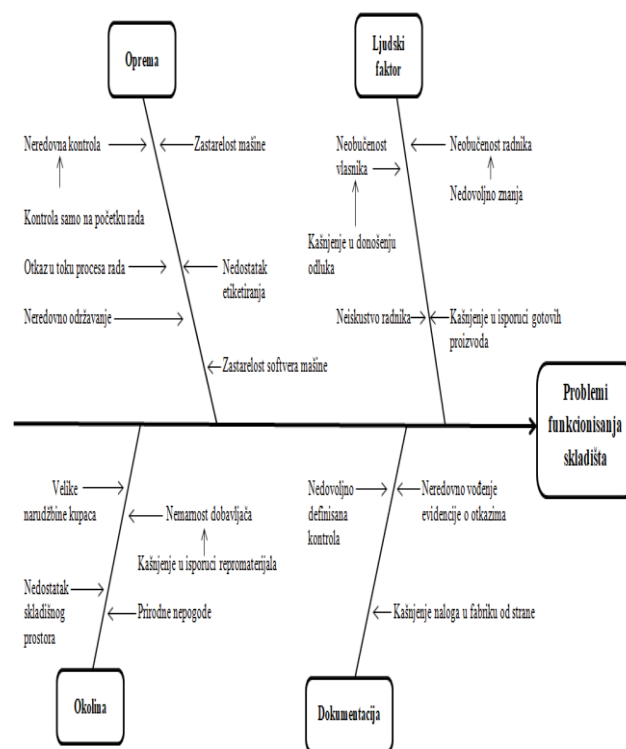 Oprema
Ljudski
faktor
Neredovna kontrola
Zastarelost mašine
Neobučenost
vlasnika
Neobučenost radnika
Kontrola samo na početku rada
Nedovoljno znanja
Kašnjenje u donošenju
odluka
Otkaz u toku procesa rada
Nedostatak
etiketiranja
Neredovno održavanje
Neiskustvo radnika
Kašnjenje u isporuci gotovih
proizvoda
Zastarelost softvera mašine
Problemi
funkcionisanja
skladišta
Velike
narudžbine kupaca
Nemarnost dobavljača
Kašnjenje u isporuci repromaterijala
Nedovoljno
definisana
kontrola
Neredovno vođenje
evidencije o otkazima
Nedostatak
skladišnog
prostora
Prirodne nepogode
Kašnjenje naloga u fabriku od strane
Okolina
Dokumentacija